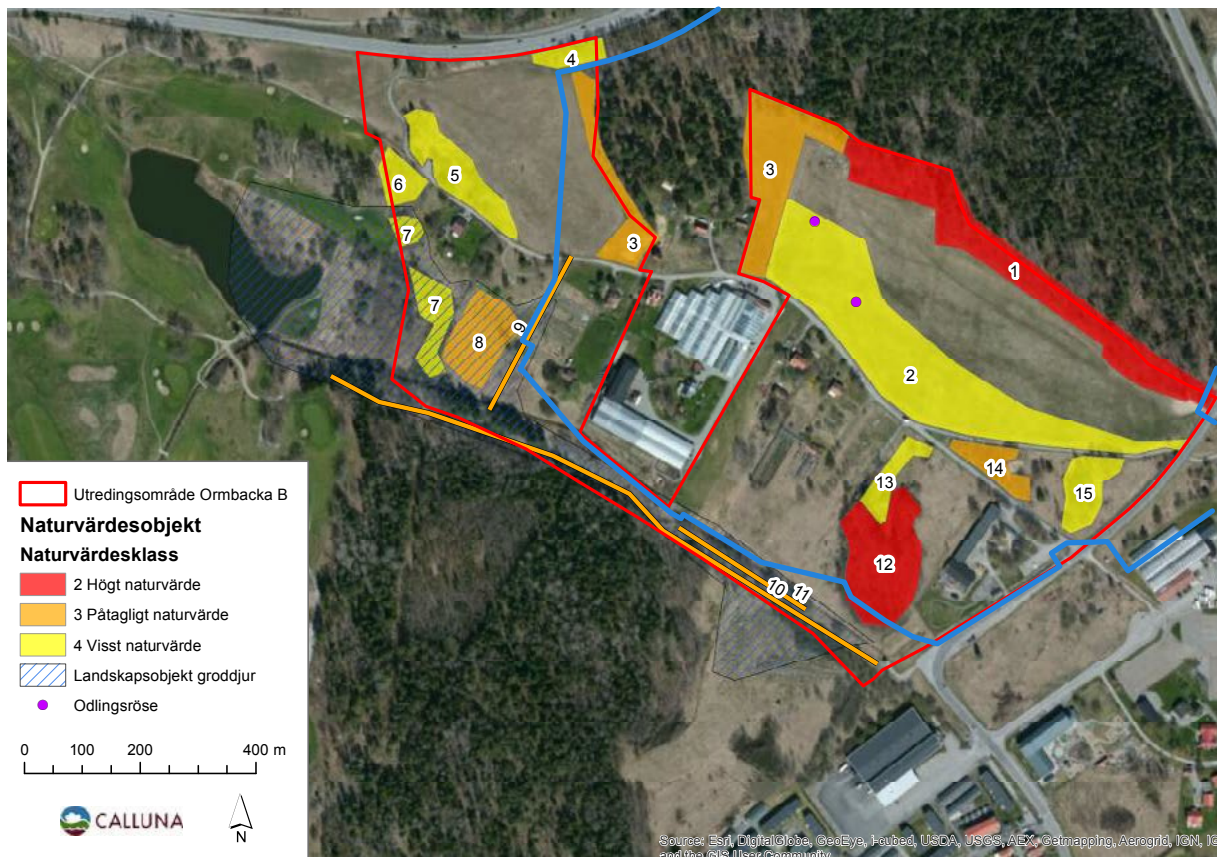 4
3
3
5
6
7
7
8
9
1
2
13
14
15
12
10
11
Utredingsområde Ormbacka B
Naturvärdesobjekt
Naturvärdesklass
2 Högt naturvärde
3 Påtagligt naturvärde
4 Visst naturvärde
Landskapsobjekt groddjur
Odlingsröse
0 100 200 400 m
CALLUNA
N
Source: Esri, DigitalGlobe, GeoEye, i-cubed, USDA, USGS, AEX, Getmapping, Aerogrid, IGN, IG
and the GIS User Community